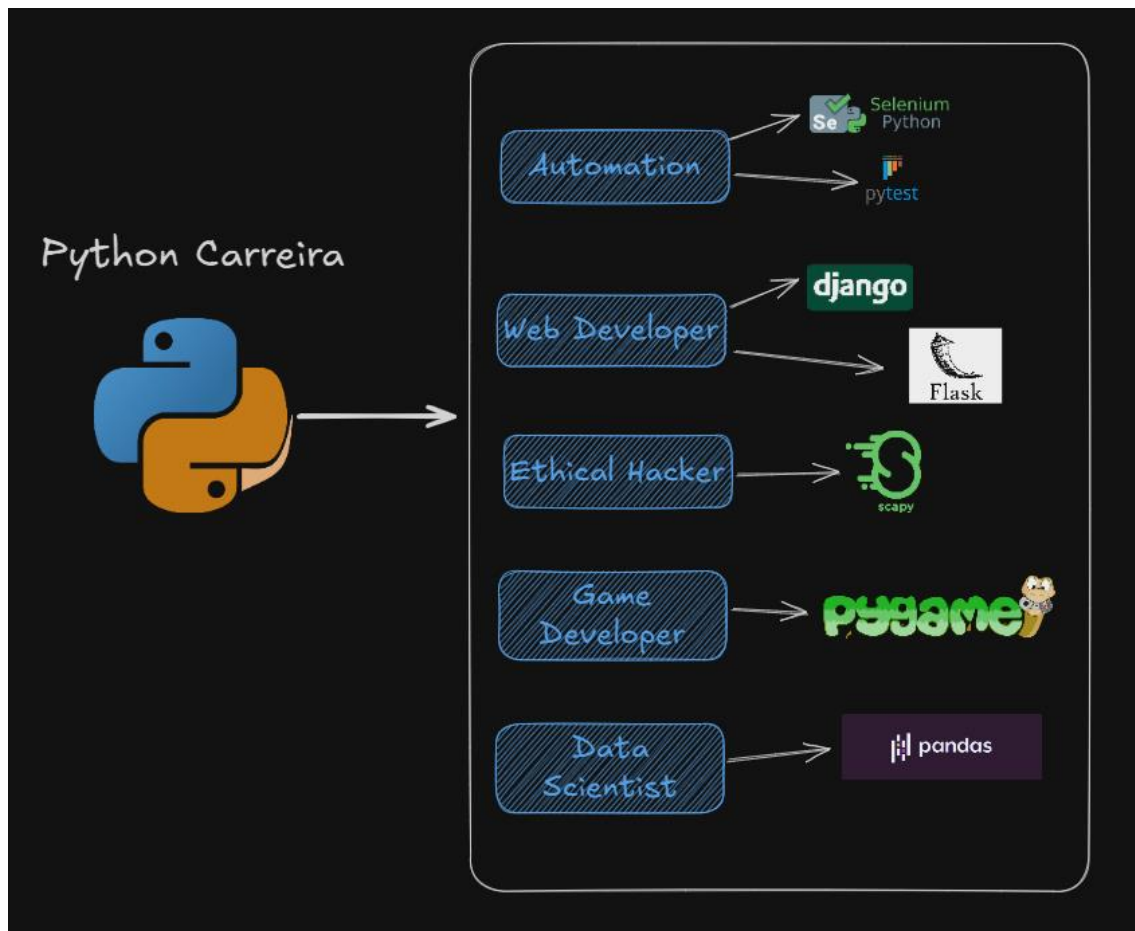 Python Carreira
Automation
Se
Selenium
Python
pytest
Web Developer
django
Flask
Ethical Hacker
scapy
Game
Developer
pygame
Data
Scientist
pandas